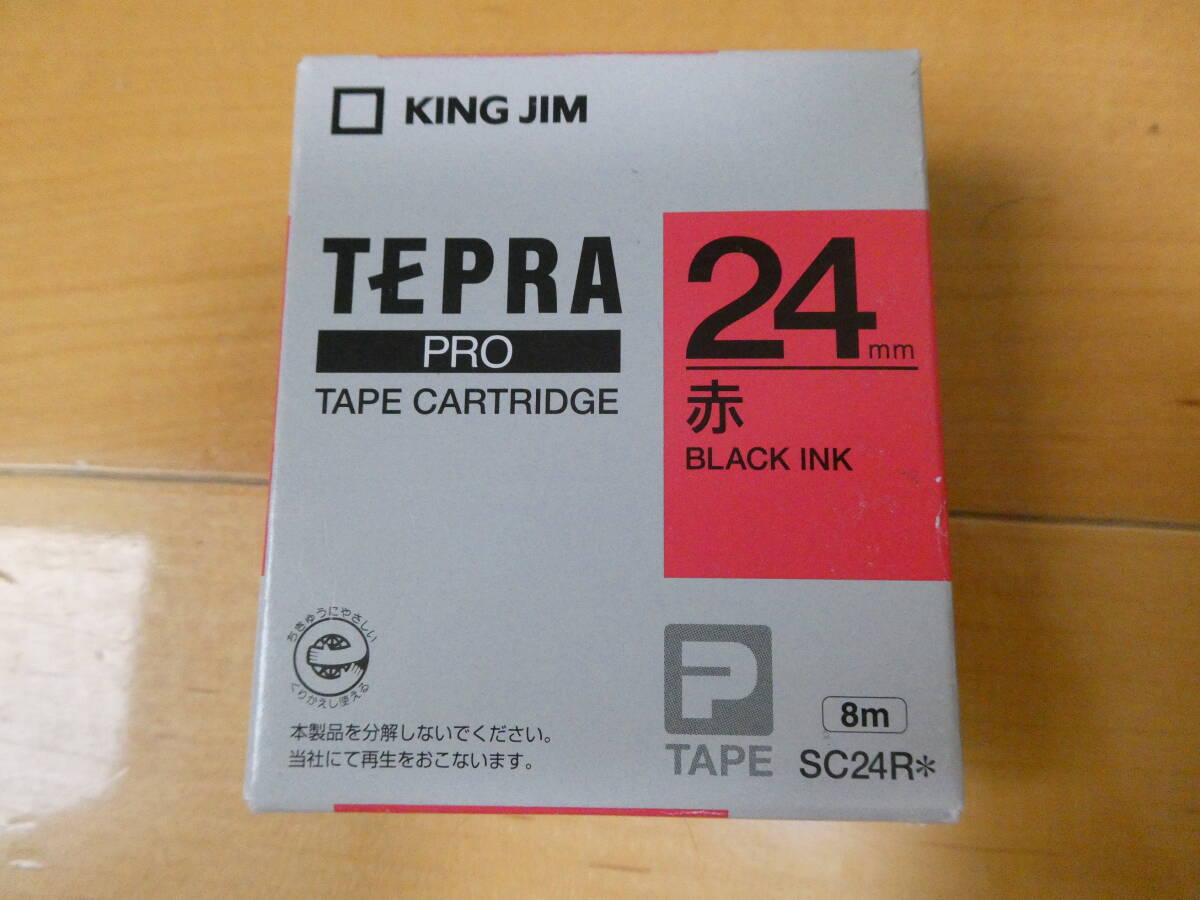 KING JIM
TEPRA
PRO
TAPE CARTRIDGE
24mm
赤
BLACK INK
ちきゅうにやさしい
くりかえし使える
本製品を分解しないでください。
当社にて再生をおこないます。
P
TAPE
8m
SC24R*